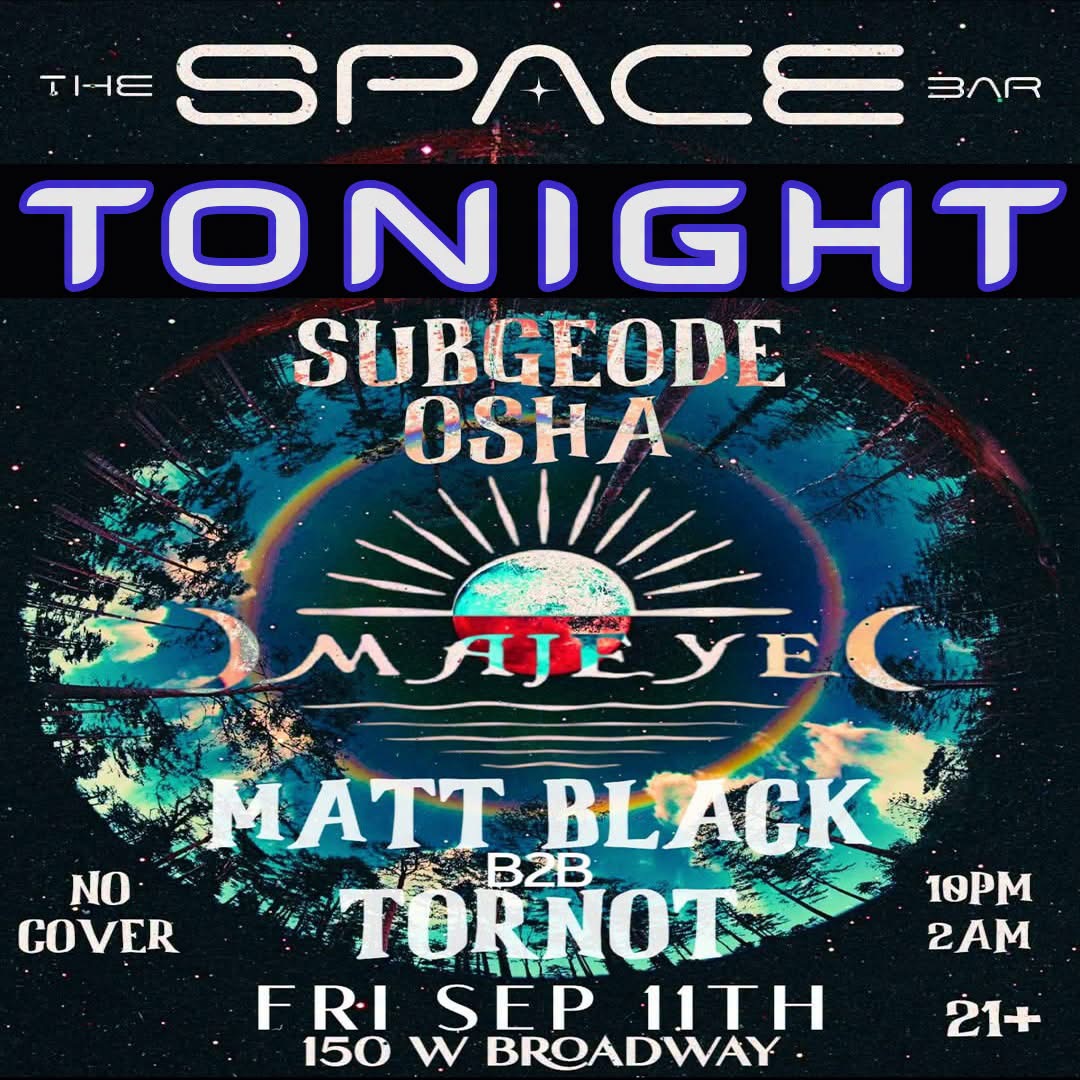 THE SPACE BAR
TONIGHT
SUBGEODE
OSHA
MAJEYE
MATT BLACK
B2B
TORNOT
NO
COVER
10PM
2AM
FRI SEP 11TH
21+
150 W BROADWAY